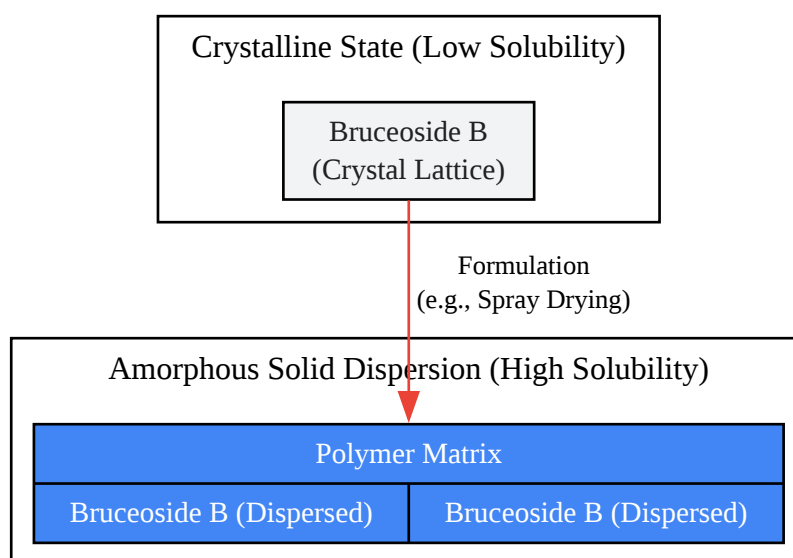 Crystalline State (Low Solubility)
Bruceoside B
(Crystal Lattice)
Formulation
(e.g., Spray Drying)
Amorphous Solid Dispersion (High Solubility)
Polymer Matrix
Bruceoside B (Dispersed)
Bruceoside B (Dispersed)